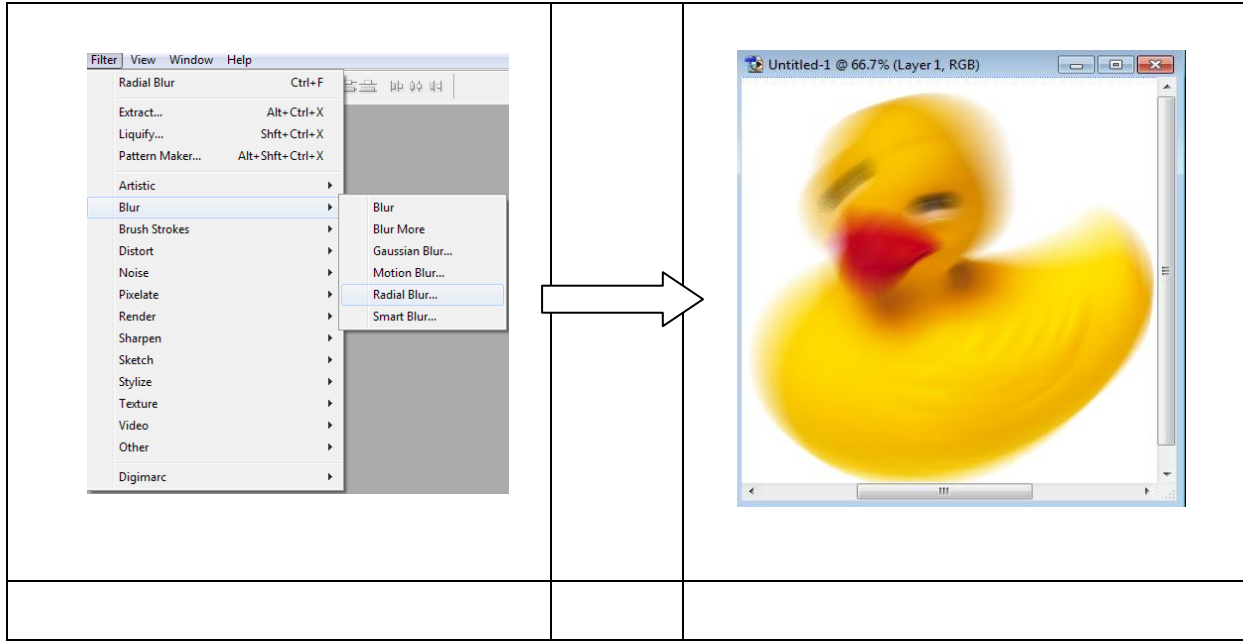 Filter View Window Help
Radial Blur Ctrl+F
Extract... Alt+Ctrl+X
Liquify... Shft+Ctrl+X
Pattern Maker... Alt+Shft+Ctrl+X
Artistic
Blur
Brush Strokes
Distort
Noise
Pixelate
Render
Sharpen
Sketch
Stylize
Texture
Video
Other
Digimarc
Blur
Blur More
Gaussian Blur...
Motion Blur...
Radial Blur...
Smart Blur...
Untitled-1 @ 66.7% (Layer 1, RGB)